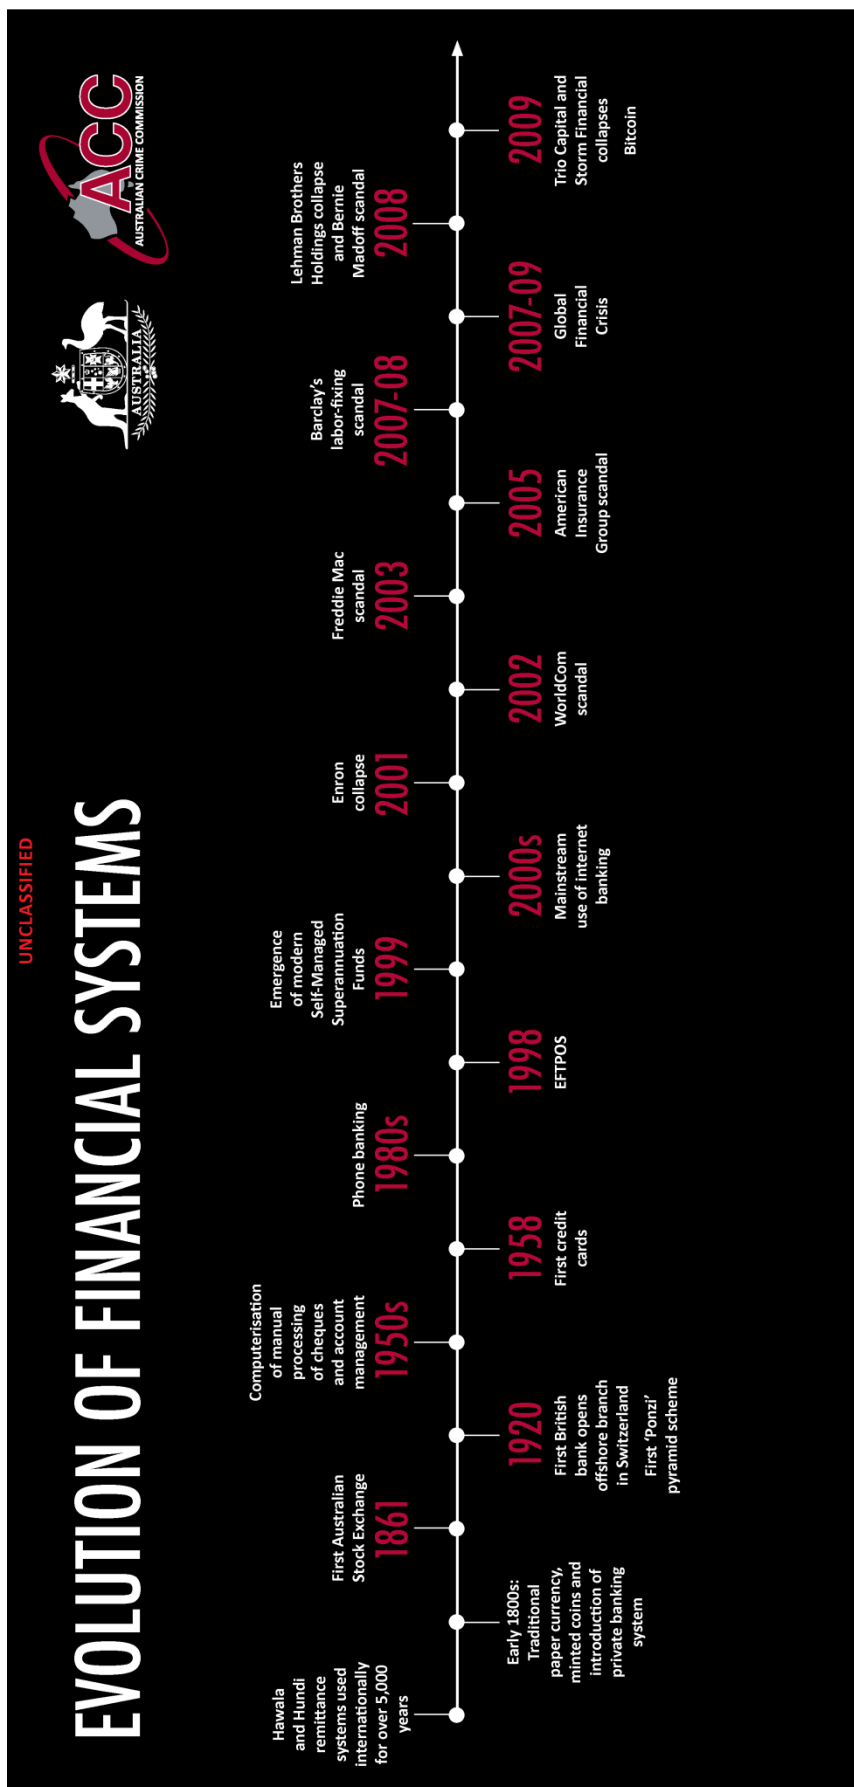 UNCLASSIFIED
EVOLUTION OF FINANCIAL SYSTEMS
AUSTRALIA
ACC
AUSTRALIAN CRIME COMMISSION
Hawala
and Hundi
remittance
systems used
internationally
for over 5,000
years
Early 1800s:
Traditional
paper currency,
minted coins and
introduction of
private banking
system
First Australian
Stock Exchange
1861
1920
First British
bank opens
offshore branch
in Switzerland
First ‘Ponzi’
pyramid scheme
Computerisation
of manual
processing
of cheques
and account
management
1950s
1958
First credit
cards
Phone banking
1980s
1998
EFTPOS
Emergence
of modern
Self-Managed
Superannuation
Funds
1999
2000s
Mainstream
use of internet
banking
Enron
collapse
2001
2002
WorldCom
scandal
Freddie Mac
scandal
2003
2005
American
Insurance
Group scandal
Barclay’s
labor-fixing
scandal
2007-08
2007-09
Global
Financial
Crisis
Lehman Brothers
Holdings collapse
and Bernie
Madoff scandal
2008
2009
Trio Capital and
Storm Financial
collapses
Bitcoin